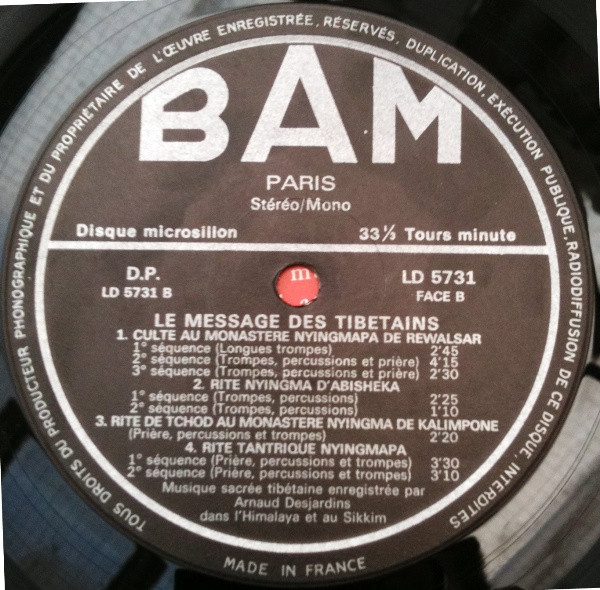 TOUS DROITS DU PRODUCTEUR PHONOGRAPHIQUE ET DU PROPRIÉTAIRE DE L'ŒUVRE ENREGISTRÉE, RÉSERVÉS, DUPLICATION, EXÉCUTION PUBLIQUE, RADIODIFFUSION DE CE DISQUE, INTERDITES
BAM
PARIS
Stéréo/Mono
Disque microsillon 33⅓ Tours minute
D.P. m. LD 5731
LD 5731 B FACE B
LE MESSAGE DES TIBETAINS
1. CULTE AU MONASTERE NYINGMAPA DE REWALSAR
1° séquence (Longues trompes) 2'45
2° séquence (Trompes, percussions et prière) 4'15
3° séquence (Trompes, percussions et prière) 2'30
2. RITE NYINGMA D'ABISHEKA
1° séquence (Trompes, percussions) 2'25
2° séquence (Trompes, percussions) 1'10
3. RITE DE TCHOD AU MONASTERE NYINGMA DE KALIMPONE
(Prière, percussions et trompes) 2'20
4. RITE TANTRIQUE NYINGMAPA
1° séquence (Prière, percussions et trompes) 3'30
2° séquence (Prière, percussions et trompes) 3'10
Musique sacrée tibétaine enregistrée par
Arnaud Desjardins
dans l'Himalaya et au Sikkim
MADE IN FRANCE